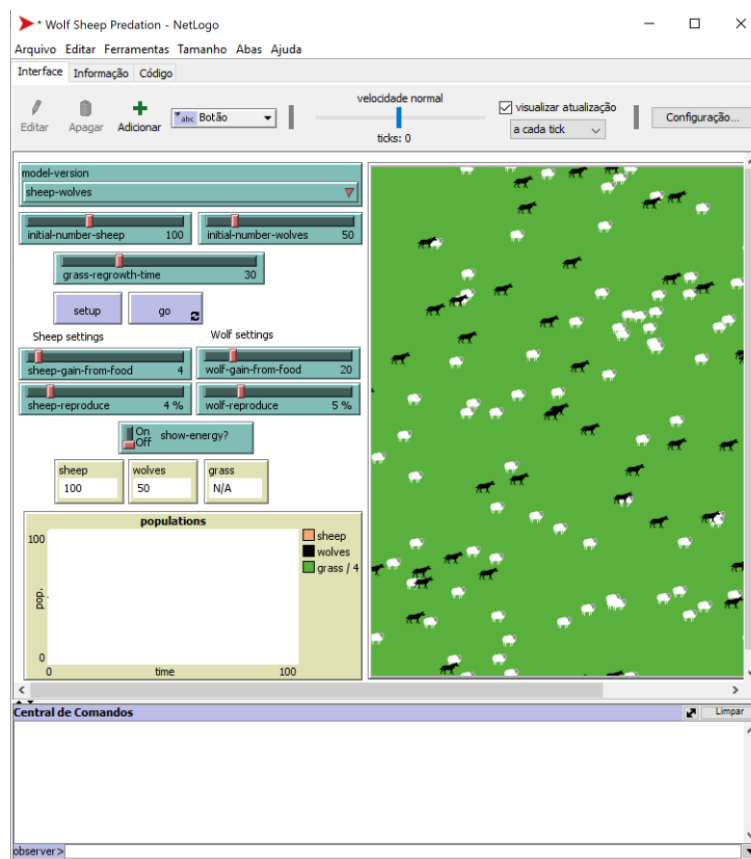 * Wolf Sheep Predation - NetLogo
Arquivo Editar Ferramentas Tamanho Abas Ajuda
Interface Informação Código
Editar Apagar Adicionar abc Botão
velocidade normal
ticks: 0
visualizar atualização
a cada tick
Configuração...
model-version
sheep-wolves
initial-number-sheep 100 initial-number-wolves 50
grass-regrowth-time 30
setup go
Sheep settings Wolf settings
sheep-gain-from-food 4 wolf-gain-from-food 20
sheep-reproduce 4 % wolf-reproduce 5 %
On
Off show-energy?
sheep wolves grass
100 50 N/A
populations
100
pop.
0
0 time 100
sheep
wolves
grass / 4
Central de Comandos Limpar
observer>